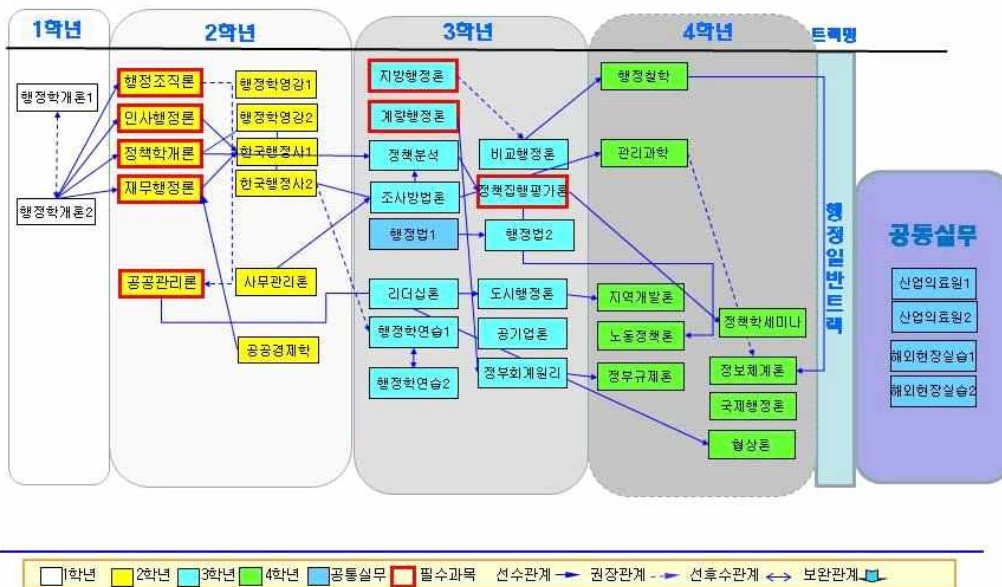 1학년
2학년
3학년
4학년
트랙명
행정학개론1
행정학개론2
행정조직론
인사행정론
정책학개론
재무행정론
공공관리론
행정학영강1
행정학영강2
한국행정사1
한국행정사2
사무관리론
공공경제학
지방행정론
계량행정론
정책분석
조사방법론
행정법1
리더십론
행정학연습1
행정학연습2
비교행정론
정책집행평가론
행정법2
도시행정론
공기업론
정부회계원리
행정철학
관리과학
지역개발론
노동정책론
정부규제론
정책학세미나
정보체계론
국제행정론
협상론
행정일반트랙
공동실무
산업의료원1
산업의료원2
해외현장실습1
해외현장실습2
1학년 2학년 3학년 4학년 공통실무 필수과목 선수관계 권장관계 선후수관계 보완관계